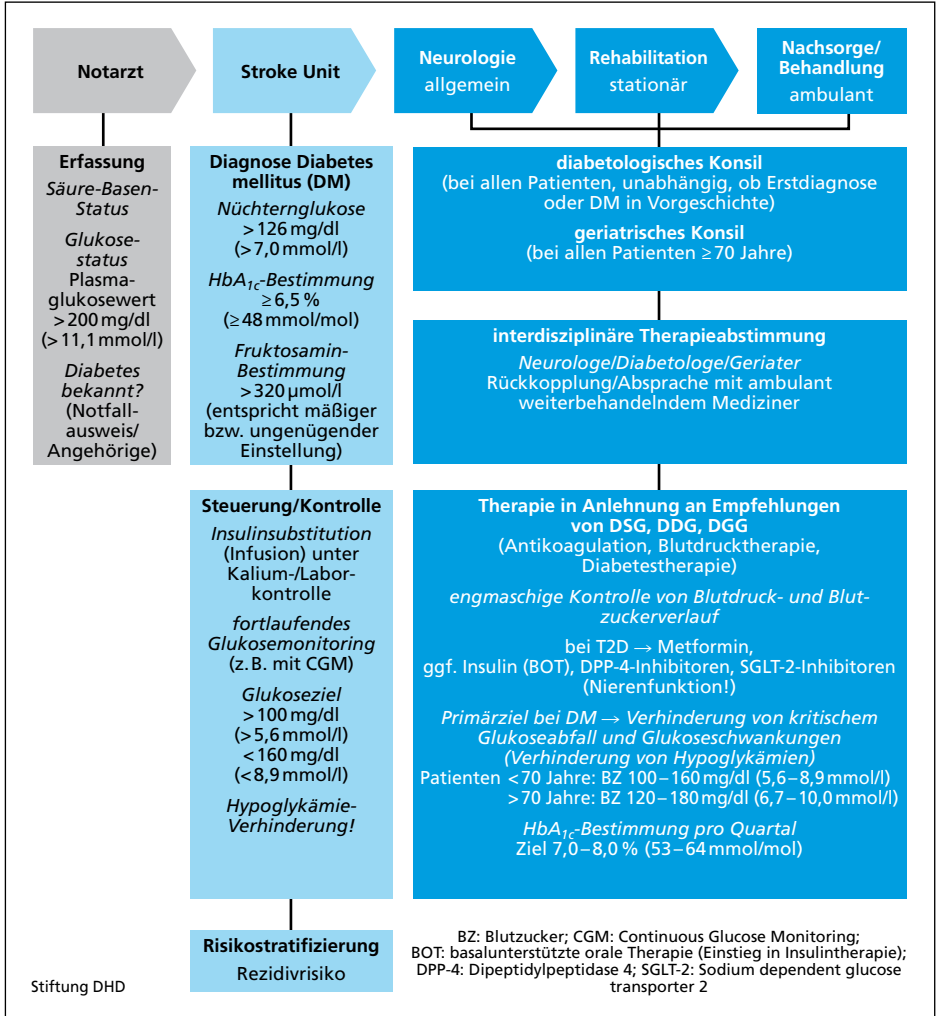 Notarzt
Stroke Unit
Neurologie
allgemein
Rehabilitation
stationär
Nachsorge/
Behandlung
ambulant
Erfassung
Säure-Basen-
Status
Glukose-
status
Plasma-
glukosewert
>200 mg/dl
(>11,1 mmol/l)
Diabetes
bekannt?
(Notfall-
ausweis/
Angehörige)
Diagnose Diabetes
mellitus (DM)
Nüchternglukose
>126 mg/dl
(>7,0 mmol/l)
HbA1c-Bestimmung
≥6,5 %
(≥48 mmol/mol)
Fruktosamin-
Bestimmung
>320 µmol/l
(entspricht mäßiger
bzw. ungenügender
Einstellung)
Steuerung/Kontrolle
Insulinsubstitution
(Infusion) unter
Kalium-/Labor-
kontrolle
fortlaufendes
Glukosemonitoring
(z. B. mit CGM)
Glukoseziel
>100 mg/dl
(>5,6 mmol/l)
<160 mg/dl
(<8,9 mmol/l)
Hypoglykämie-
Verhinderung!
Risikostratifizierung
Rezidivrisiko
diabetologisches Konsil
(bei allen Patienten, unabhängig, ob Erstdiagnose
oder DM in Vorgeschichte)
geriatrisches Konsil
(bei allen Patienten ≥70 Jahre)
interdisziplinäre Therapieabstimmung
Neurologe/Diabetologe/Geriater
Rückkopplung/Absprache mit ambulant
weiterbehandelndem Mediziner
Therapie in Anlehnung an Empfehlungen
von DSG, DDG, DGG
(Antikoagulation, Blutdrucktherapie,
Diabetestherapie)
engmaschige Kontrolle von Blutdruck- und Blut-
zuckerverlauf
bei T2D → Metformin,
ggf. Insulin (BOT), DPP-4-Inhibitoren, SGLT-2-Inhibitoren
(Nierenfunktion!)
Primärziel bei DM → Verhinderung von kritischem
Glukoseabfall und Glukoseschwankungen
(Verhinderung von Hypoglykämien)
Patienten <70 Jahre: BZ 100–160 mg/dl (5,6–8,9 mmol/l)
>70 Jahre: BZ 120–180 mg/dl (6,7–10,0 mmol/l)
HbA1c-Bestimmung pro Quartal
Ziel 7,0–8,0 % (53–64 mmol/mol)
BZ: Blutzucker; CGM: Continuous Glucose Monitoring;
BOT: basalunterstützte orale Therapie (Einstieg in Insulintherapie);
DPP-4: Dipeptidylpeptidase 4; SGLT-2: Sodium dependent glucose
transporter 2
Stiftung DHD